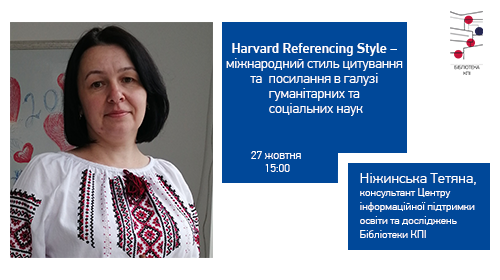 Harvard Referencing Style –
міжнародний стиль цитування
та посилання в галузі
гуманітарних та
соціальних наук
27 жовтня
15:00
БІБЛІОТЕКА
КПІ
Ніжинська Тетяна,
консультант Центру
інформаційної підтримки
освіти та досліджень
Бібліотеки КПІ
20